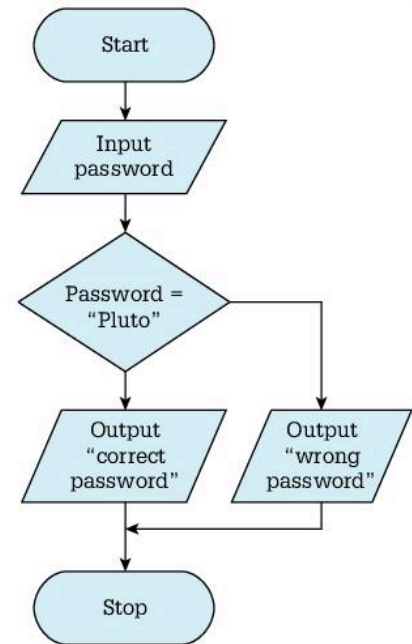 Start
Input
password
Password =
“Pluto”
Output
“correct
password”
Output
“wrong
password”
Stop